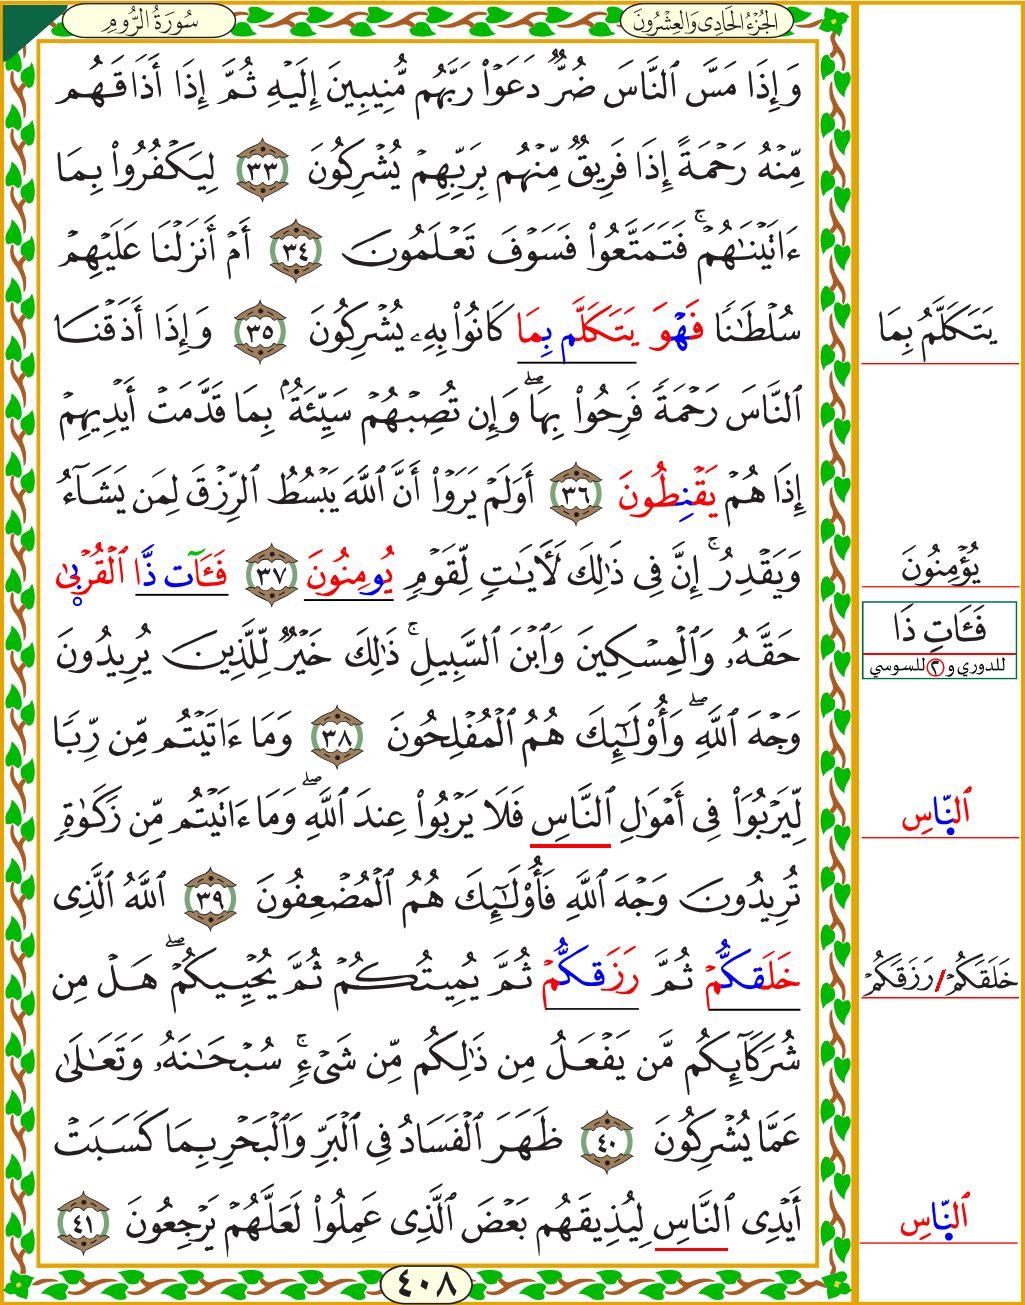 سُورَةُ الرُّومِ
الجُزْءُ الحَادِى وَالعِشْرُونَ
وَإِذَا مَسَّ ٱلنَّاسَ ضُرٌّ دَعَوۡاْ رَبَّهُم مُّنِيبِينَ إِلَيۡهِ ثُمَّ إِذَا أَذَاقَهُم
مِّنۡهُ رَحۡمَةً إِذَا فَرِيقٌ مِّنۡهُم بِرَبِّهِمۡ يُشۡرِكُونَ ٣٣ لِيَكۡفُرُواْ بِمَا
ءَاتَيۡنَٰهُمۡۚ فَتَمَتَّعُواْ فَسَوۡفَ تَعۡلَمُونَ ٣٤ أَمۡ أَنزَلۡنَا عَلَيۡهِمۡ
سُلۡطَٰنٗا فَهۡوَ يَتَكَلَّم بِمَا كَانُواْ بِهِۦ يُشۡرِكُونَ ٣٥ وَإِذَا أَذَقۡنَا
ٱلنَّاسَ رَحۡمَةٗ فَرِحُواْ بِهَاۖ وَإِن تُصِبۡهُمۡ سَيِّئَةُۢ بِمَا قَدَّمَتۡ أَيۡدِيهِمۡ
إِذَا هُمۡ يَقۡنِطُونَ ٣٦ أَوَلَمۡ يَرَوۡاْ أَنَّ ٱللَّهَ يَبۡسُطُ ٱلرِّزۡقَ لِمَن يَشَآءُ
وَيَقۡدِرُۚ إِنَّ فِى ذَٰلِكَ لَأٓيَٰتٖ لِّقَوۡمٖ يُومِنُونَ ٣٧ فَـَٔآت ذَّا ٱلۡقُرۡبٜىٰ
حَقَّهُۥ وَٱلۡمِسۡكِينَ وَٱبۡنَ ٱلسَّبِيلِۚ ذَٰلِكَ خَيۡرٌ لِّلَّذِينَ يُرِيدُونَ
وَجۡهَ ٱللَّهِۖ وَأُوْلَٰٓئِكَ هُمُ ٱلۡمُفۡلِحُونَ ٣٨ وَمَا ءَاتَيۡتُم مِّن رِّبٗا
لِّيَرۡبُوَاْ فِى أَمۡوَٰلِ ٱلنَّاسِ فَلَا يَرۡبُواْ عِندَ ٱللَّهِۖ وَمَا ءَاتَيۡتُم مِّن زَكَوٰةٖ
تُرِيدُونَ وَجۡهَ ٱللَّهِ فَأُوْلَٰٓئِكَ هُمُ ٱلۡمُضۡعِفُونَ ٣٩ ٱللَّهُ ٱلَّذِى
خَلَقكُّمۡ ثُمَّ رَزَقكُّمۡ ثُمَّ يُمِيتُكُمۡ ثُمَّ يُحۡيِيكُمۡۖ هَلۡ مِن
شُرَكَآئِكُم مَّن يَفۡعَلُ مِن ذَٰلِكُم مِّن شَىۡءٖۚ سُبۡحَٰنَهُۥ وَتَعَٰلَىٰ
عَمَّا يُشۡرِكُونَ ٤٠ ظَهَرَ ٱلۡفَسَادُ فِى ٱلۡبَرِّ وَٱلۡبَحۡرِ بِمَا كَسَبَتۡ
أَيۡدِى ٱلنَّاسِ لِيُذِيقَهُم بَعۡضَ ٱلَّذِى عَمِلُواْ لَعَلَّهُمۡ يَرۡجِعُونَ ٤١
٤٠٨
يَتَكَلَّمُ بِمَا
يُؤۡمِنُونَ
فَـَٔاتِ ذَا
للدوري و ٢ للسوسي
ٱلنّٜاسِ
خَلَقَكُمۡ/رَزَقَكُمۡ
ٱلنّٜاسِ